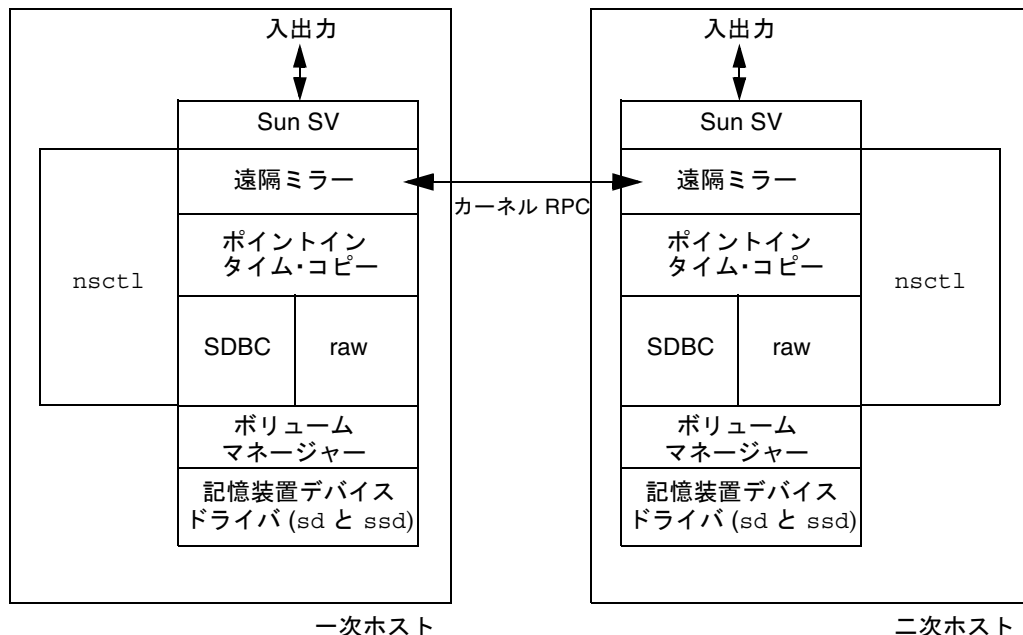 入出力
Sun SV
遠隔ミラー
ポイントイン
タイム・コピー
nsctl
SDBC
raw
ボリューム
マネージャー
記憶装置デバイス
ドライバ (sd と ssd)
一次ホスト
カーネル RPC
入出力
Sun SV
遠隔ミラー
ポイントイン
タイム・コピー
nsctl
SDBC
raw
ボリューム
マネージャー
記憶装置デバイス
ドライバ (sd と ssd)
二次ホスト